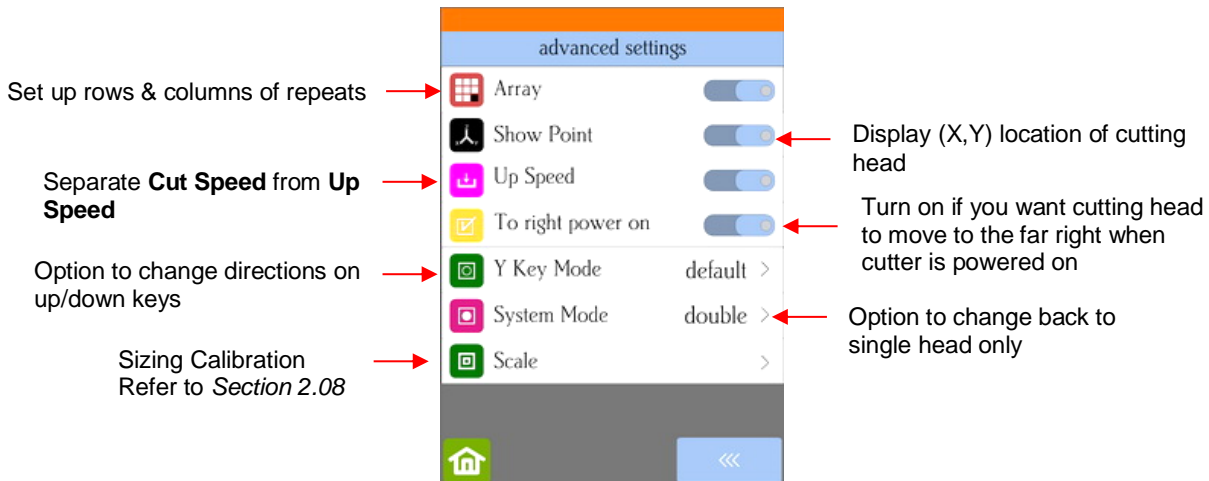 advanced settings
Set up rows & columns of repeats
Array
Show Point
Display (X,Y) location of cutting
head
Separate Cut Speed from Up
Speed
Up Speed
To right power on
Turn on if you want cutting head
to move to the far right when
cutter is powered on
Option to change directions on
up/down keys
Y Key Mode default >
System Mode double >
Option to change back to
single head only
Sizing Calibration
Refer to Section 2.08
Scale >